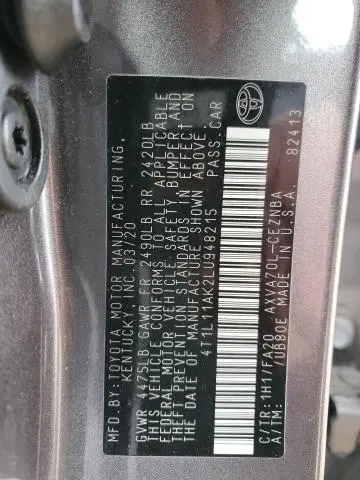 MFD.BY:TOYOTA MOTOR MANUFACTURING,
KENTUCKY, INC. 03/20
GVWR 4475LB GAWR FR 2490LB RR 2420LB
THIS VEHICLE CONFORMS TO ALL APPLICABLE
FEDERAL MOTOR VEHICLE SAFETY, BUMPER, AND
THEFT PREVENTION STANDARDS IN EFFECT ON
THE DATE OF MANUFACTURE SHOWN ABOVE.
4T1L11AK2LU948215 PASS.CAR
C/TR:1H1/FA20 AXVA70L-CEZNBA
A/TM: /UB80E MADE IN U.S.A.
82413